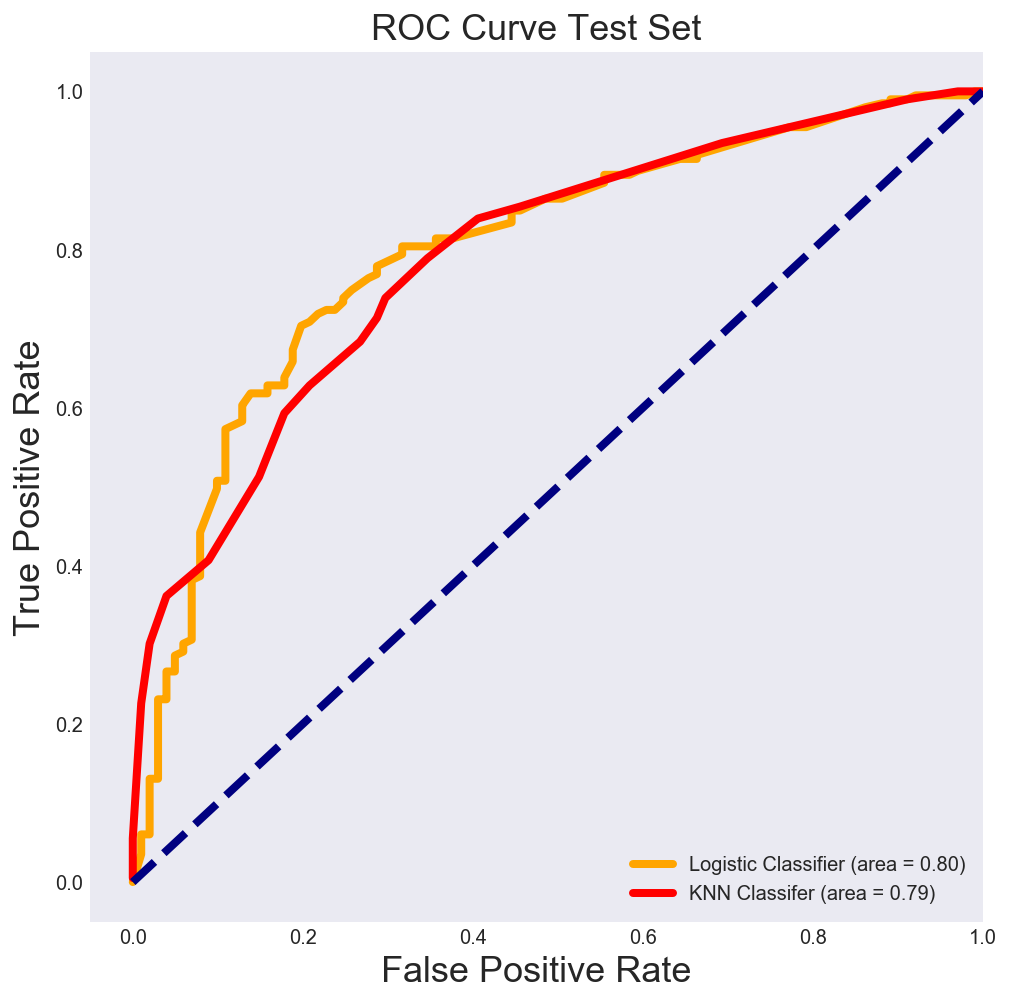 ROC Curve Test Set
True Positive Rate
1.0
0.8
0.6
0.4
0.2
0.0
Logistic Classifier (area = 0.80)
KNN Classifer (area = 0.79)
0.0 0.2 0.4 0.6 0.8 1.0
False Positive Rate